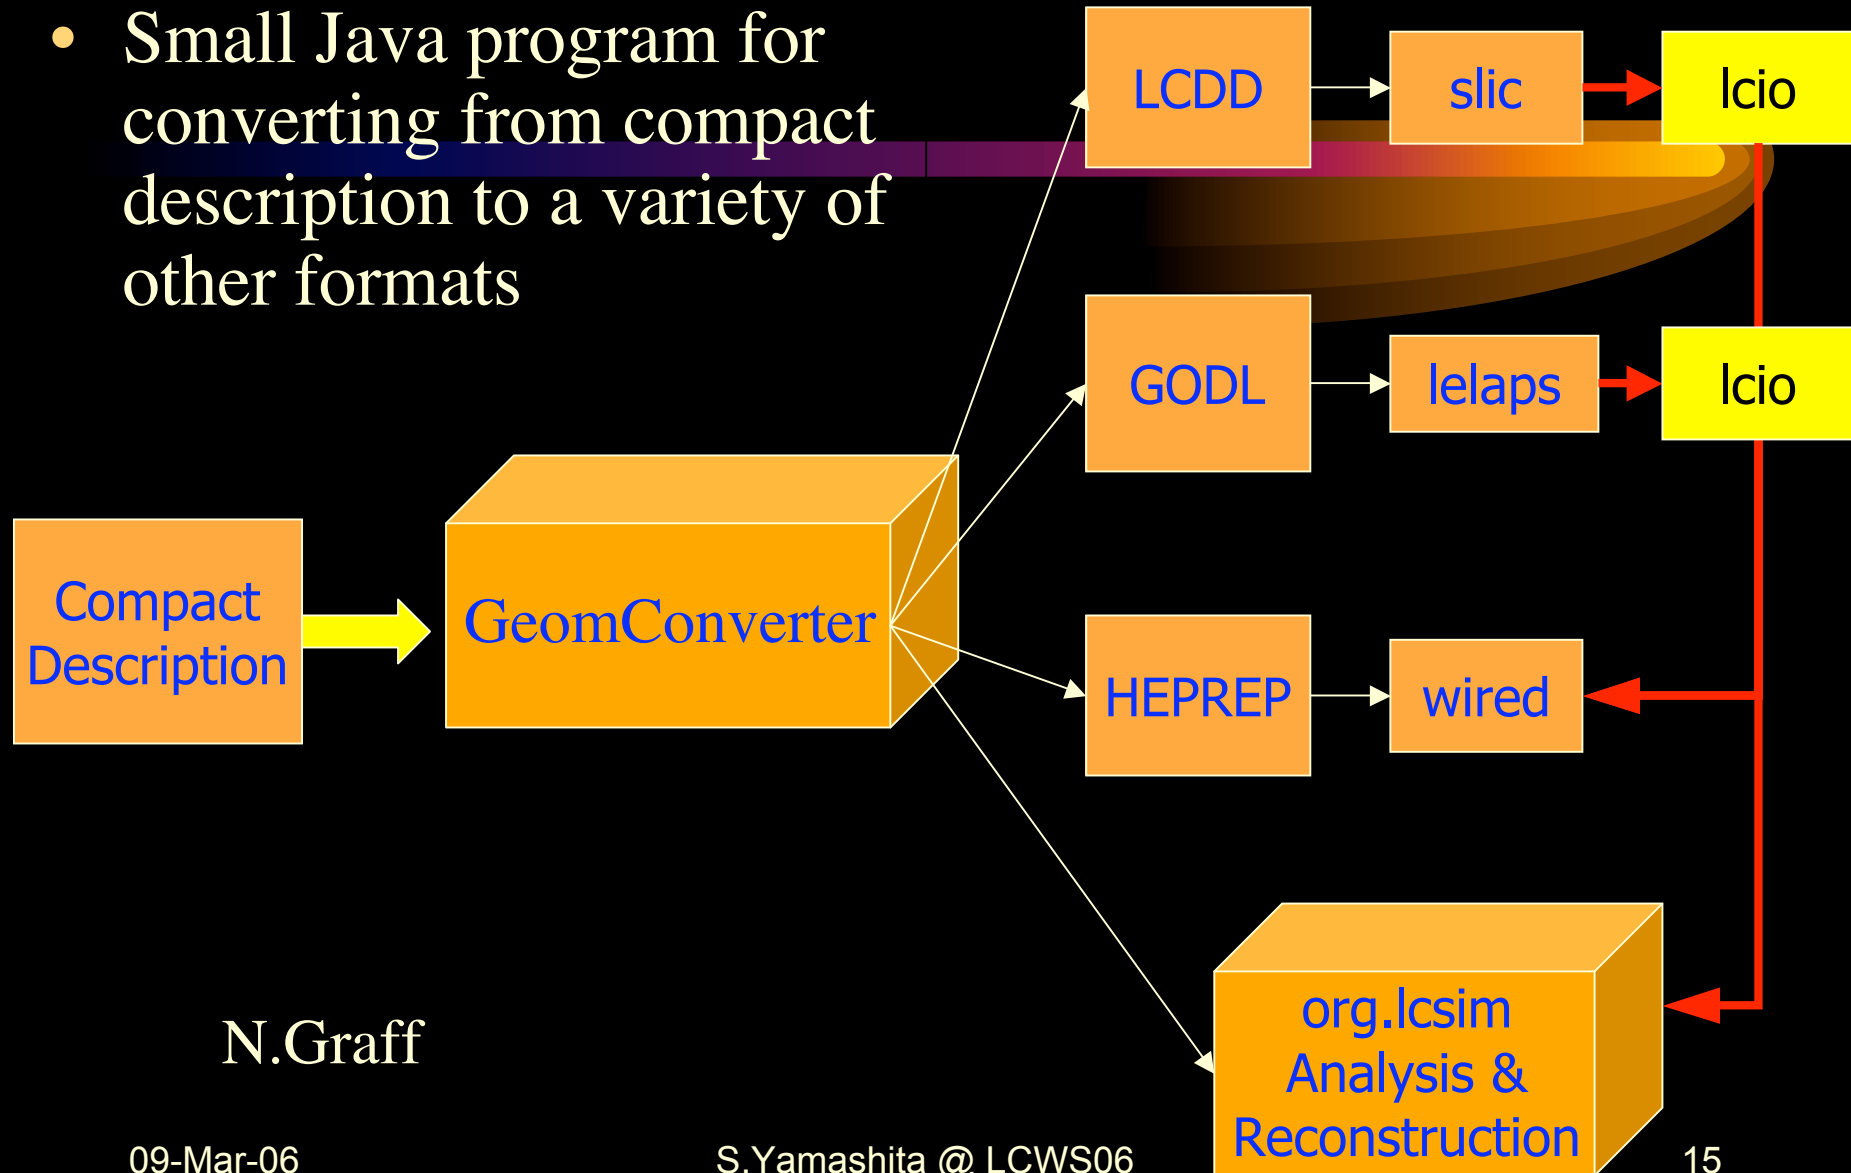 • Small Java program for
converting from compact
description to a variety of
other formats
LCDD
slic
lcio
GODL
lelaps
lcio
Compact
Description
GeomConverter
HEPREP
wired
org.lcsim
Analysis &
Reconstruction
N.Graff
09-Mar-06
S.Yamashita @ LCWS06
15